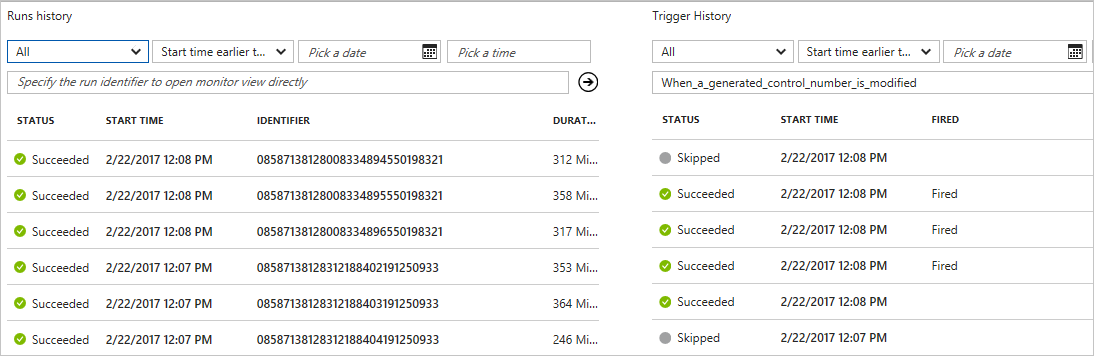 Runs history
All Start time earlier t... Pick a date Pick a time
Specify the run identifier to open monitor view directly
STATUS START TIME IDENTIFIER DURAT...
Succeeded 2/22/2017 12:08 PM 08587138128008334894550198321 312 Mi...
Succeeded 2/22/2017 12:08 PM 08587138128008334895550198321 358 Mi...
Succeeded 2/22/2017 12:08 PM 08587138128008334896550198321 317 Mi...
Succeeded 2/22/2017 12:07 PM 08587138128312188402191250933 353 Mi...
Succeeded 2/22/2017 12:07 PM 08587138128312188403191250933 364 Mi...
Succeeded 2/22/2017 12:07 PM 08587138128312188404191250933 246 Mi...
Trigger History
All Start time earlier t... Pick a date
When_a_generated_control_number_is_modified
STATUS START TIME FIRED
Skipped 2/22/2017 12:08 PM
Succeeded 2/22/2017 12:08 PM Fired
Succeeded 2/22/2017 12:08 PM Fired
Succeeded 2/22/2017 12:08 PM Fired
Succeeded 2/22/2017 12:08 PM
Skipped 2/22/2017 12:07 PM